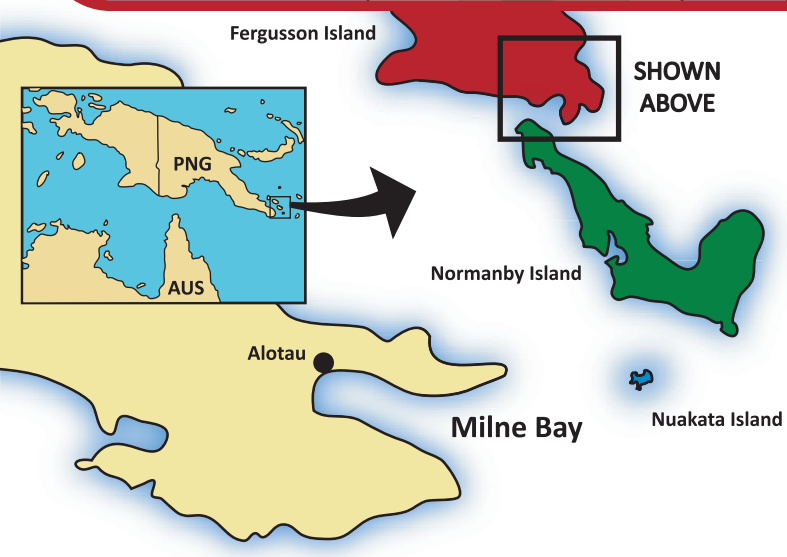 Fergusson Island
SHOWN
ABOVE
PNG
AUS
Normanby Island
Alotau
Milne Bay
Nuakata Island